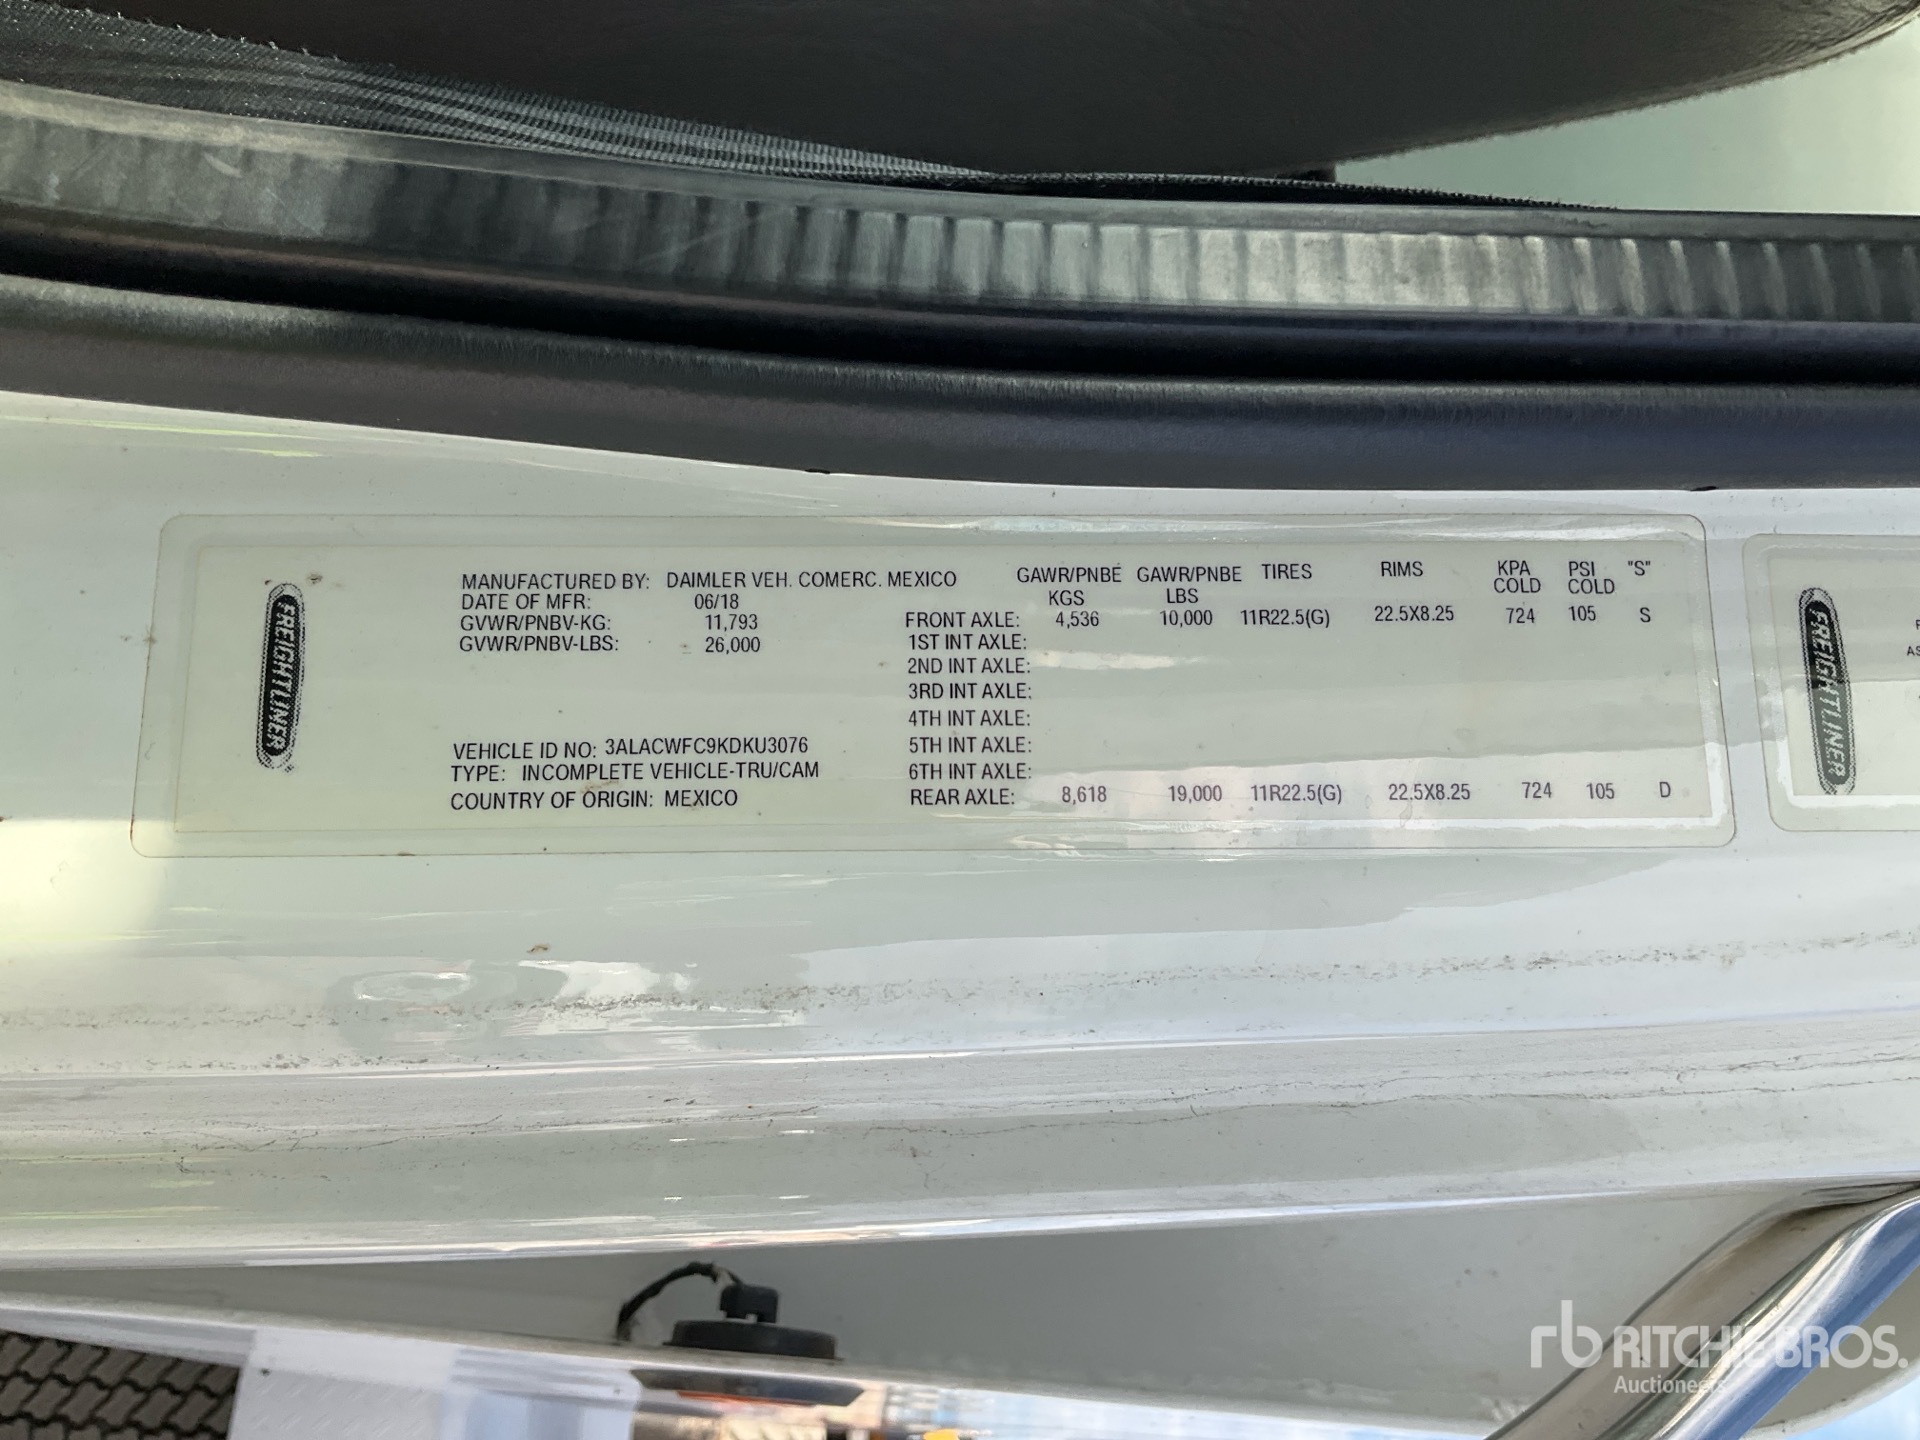 FREIGHTLINER
MANUFACTURED BY: DAIMLER VEH. COMERC. MEXICO
DATE OF MFR: 06/18
GVWR/PNBV-KG: 11,793
GVWR/PNBV-LBS: 26,000
VEHICLE ID NO: 3ALACWFC9KDKU3076
TYPE: INCOMPLETE VEHICLE-TRU/CAM
COUNTRY OF ORIGIN: MEXICO
GAWR/PNBE GAWR/PNBE TIRES RIMS KPA PSI "S"
KGS LBS COLD COLD
FRONT AXLE: 4,536 10,000 11R22.5(G) 22.5X8.25 724 105 S
1ST INT AXLE:
2ND INT AXLE:
3RD INT AXLE:
4TH INT AXLE:
5TH INT AXLE:
6TH INT AXLE:
REAR AXLE: 8,618 19,000 11R22.5(G) 22.5X8.25 724 105 D
FREIGHTLINER
rb RITCHIE BROS.
Auctioneers